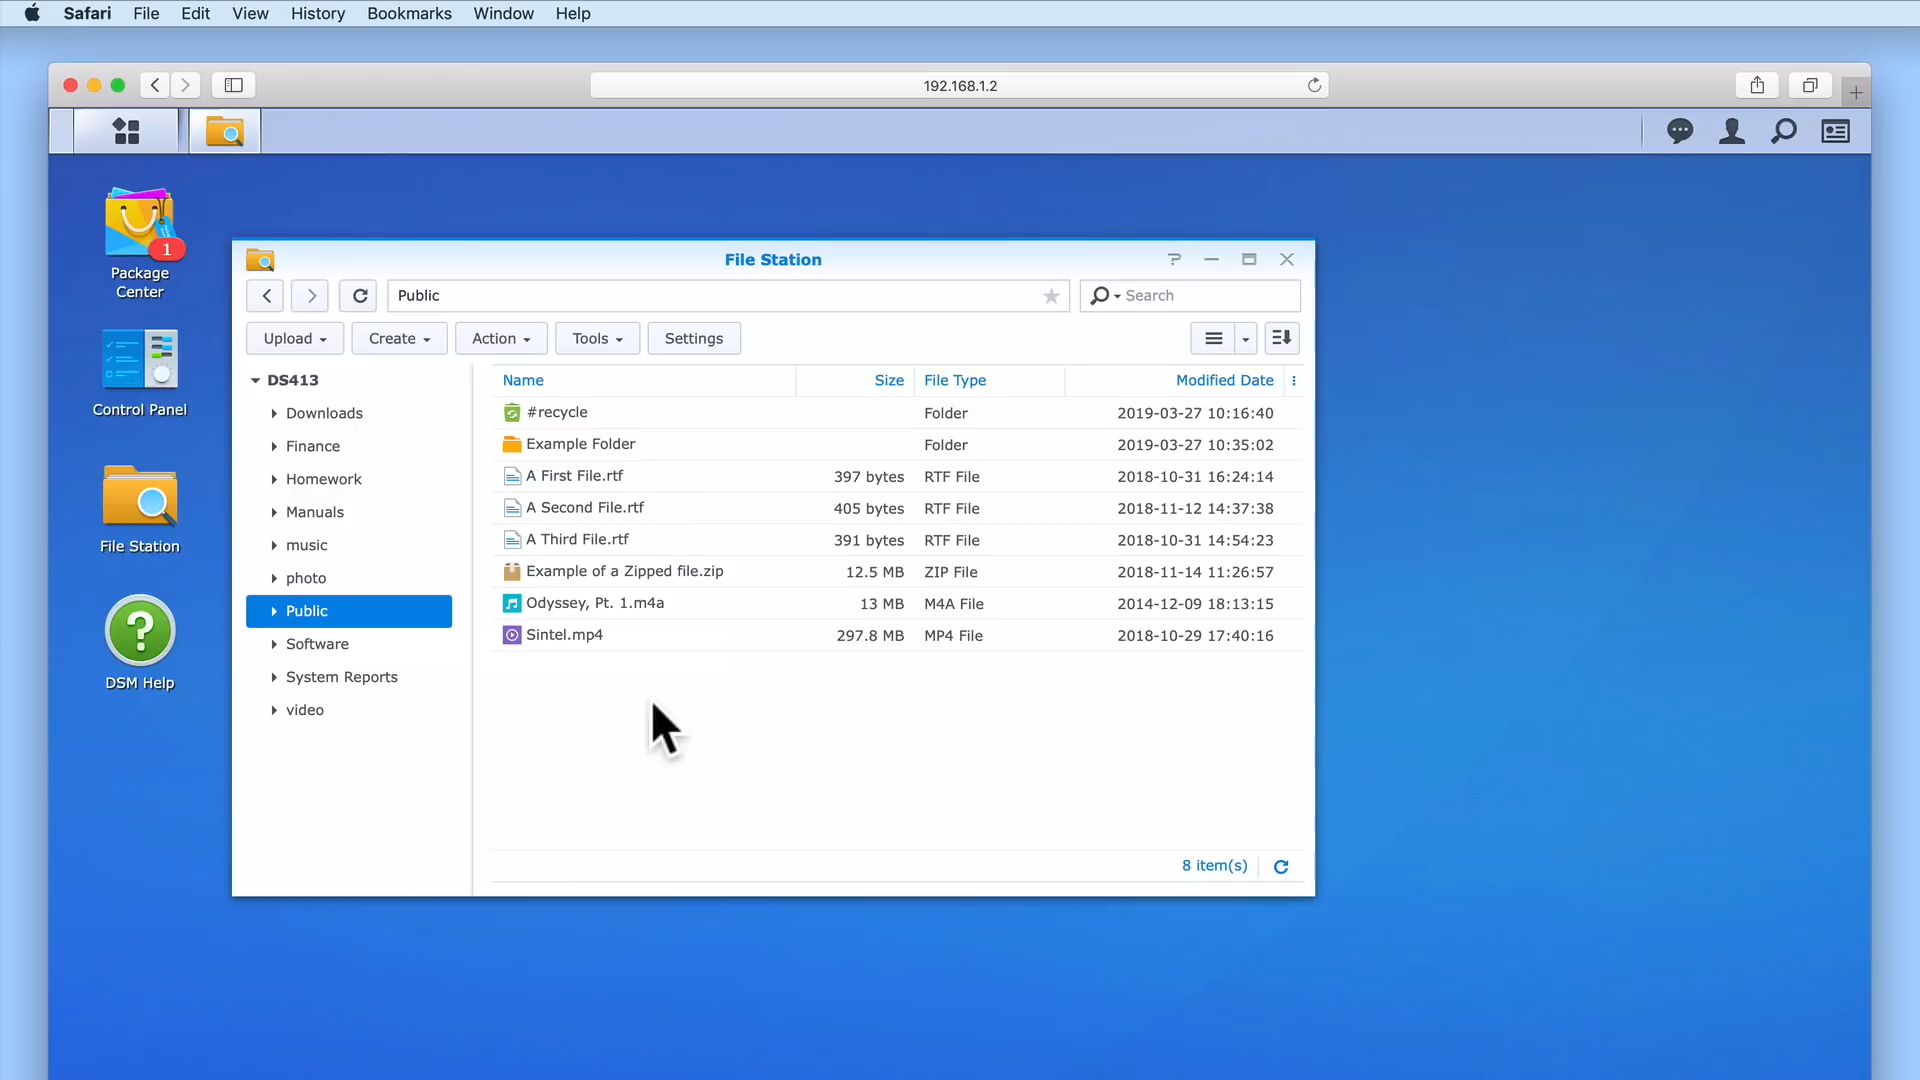 Safari File Edit View History Bookmarks Window Help
192.168.1.2
1
Package
Center
Control Panel
File Station
DSM Help
File Station
Public
Search
Upload Create Action Tools Settings
DS413
Downloads
Finance
Homework
Manuals
music
photo
Public
Software
System Reports
video
Name Size File Type Modified Date
#recycle Folder 2019-03-27 10:16:40
Example Folder Folder 2019-03-27 10:35:02
A First File.rtf 397 bytes RTF File 2018-10-31 16:24:14
A Second File.rtf 405 bytes RTF File 2018-11-12 14:37:38
A Third File.rtf 391 bytes RTF File 2018-10-31 14:54:23
Example of a Zipped file.zip 12.5 MB ZIP File 2018-11-14 11:26:57
Odyssey, Pt. 1.m4a 13 MB M4A File 2014-12-09 18:13:15
Sintel.mp4 297.8 MB MP4 File 2018-10-29 17:40:16
8 item(s)